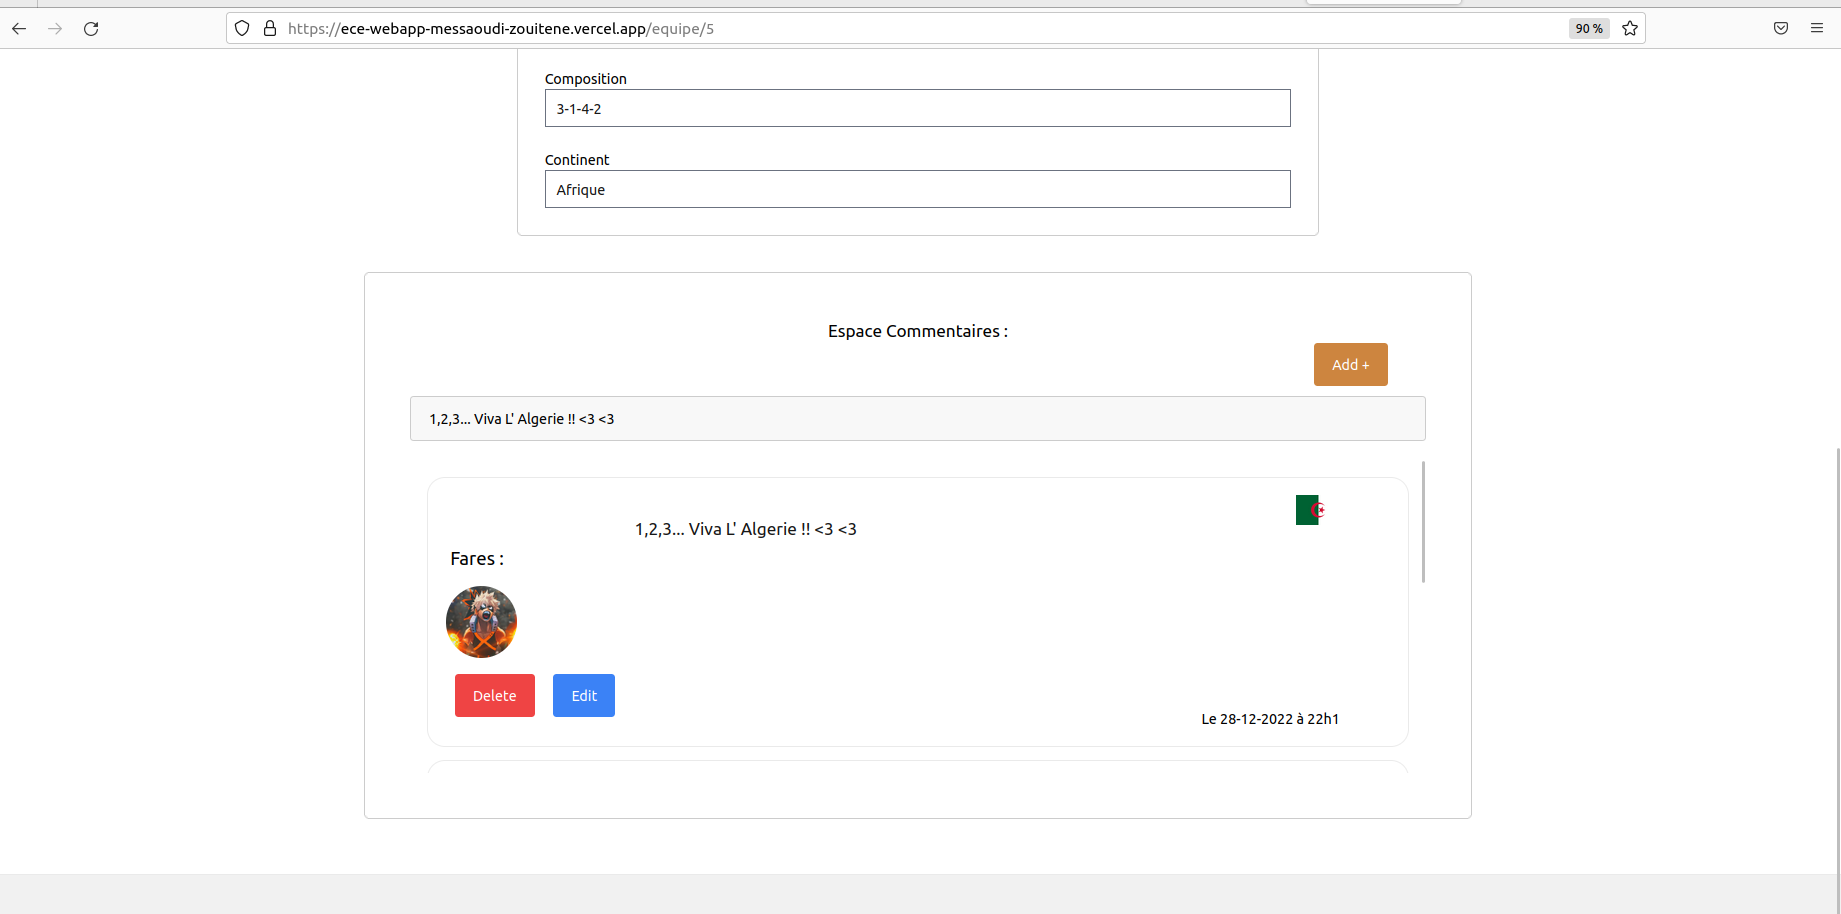 https://ece-webapp-messaoudi-zouitene.vercel.app/equipe/5
90 %
Composition
3-1-4-2
Continent
Afrique
Espace Commentaires :
Add +
1,2,3... Viva L' Algerie !! <3 <3
1,2,3... Viva L' Algerie !! <3 <3
Fares :
Delete
Edit
Le 28-12-2022 à 22h1